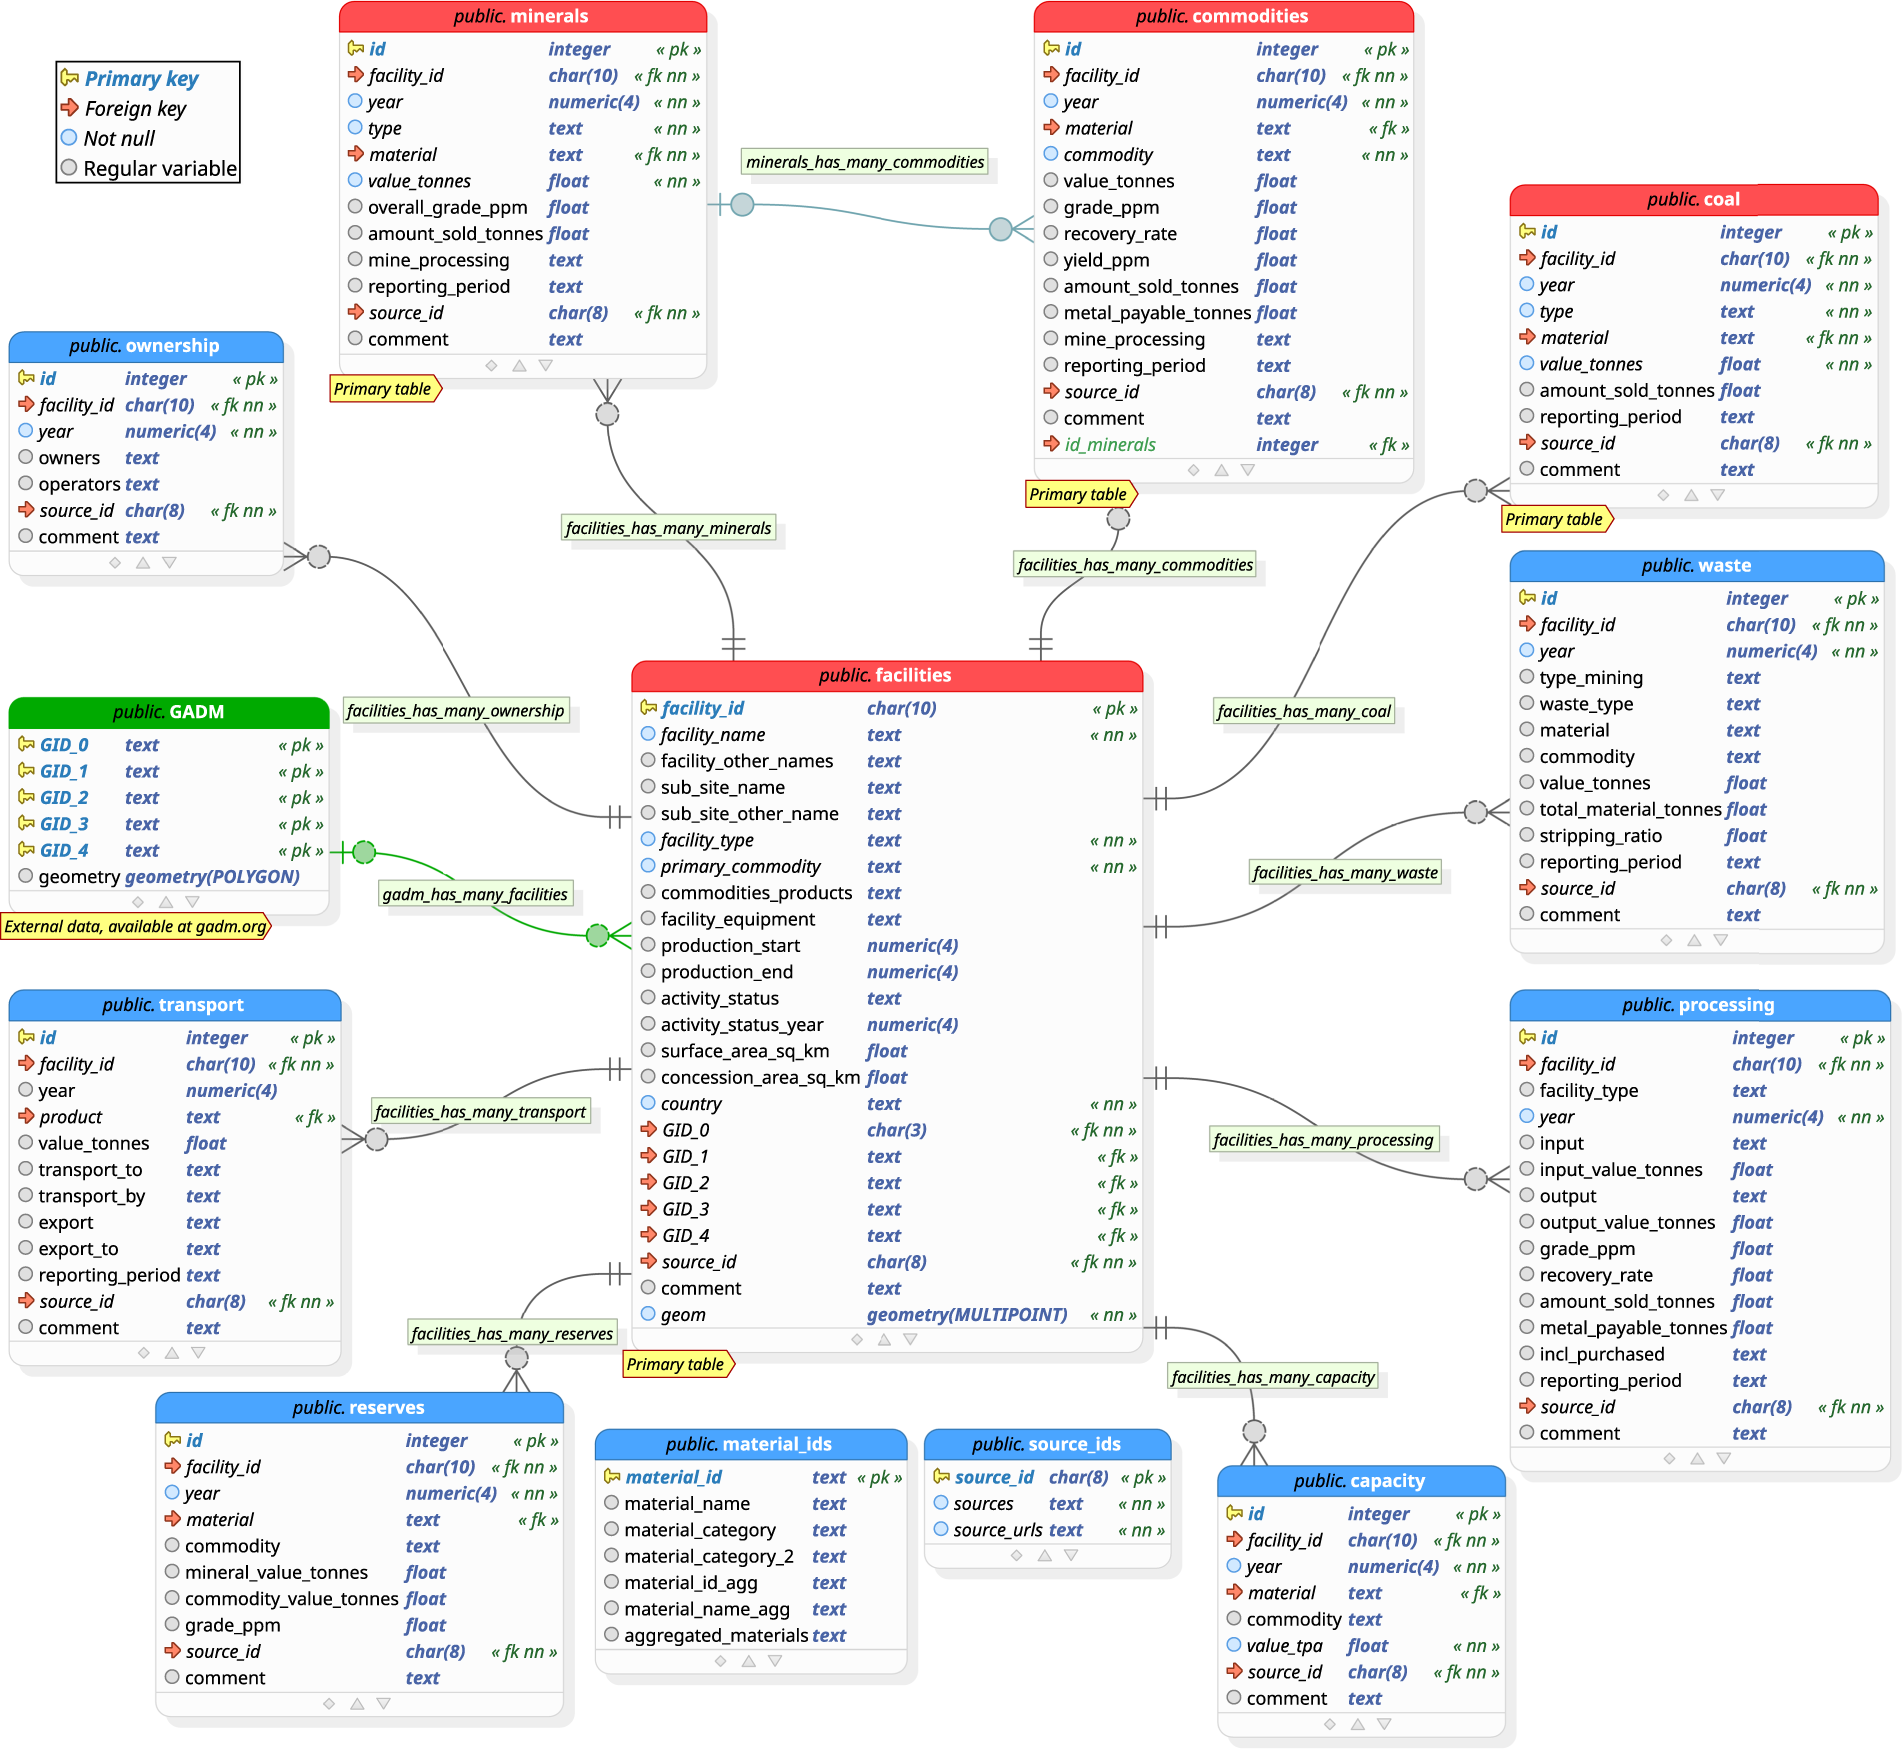 public. minerals
id integer « pk »
facility_id char(10) « fk nn »
year numeric(4) « nn »
type text « nn »
material text « fk nn »
value_tonnes float « nn »
overall_grade_ppm float
amount_sold_tonnes float
mine_processing text
reporting_period text
source_id char(8) « fk nn »
comment text
Primary table
public. commodities
id integer « pk »
facility_id char(10) « fk nn »
year numeric(4) « nn »
material text « fk »
commodity text « nn »
value_tonnes float
grade_ppm float
recovery_rate float
yield_ppm float
amount_sold_tonnes float
metal_payable_tonnes float
mine_processing text
reporting_period text
source_id char(8) « fk nn »
comment text
id_minerals integer « fk »
Primary table
Primary key
Foreign key
Not null
Regular variable
minerals_has_many_commodities
public. coal
id integer « pk »
facility_id char(10) « fk nn »
year numeric(4) « nn »
type text « nn »
material text « fk nn »
value_tonnes float « nn »
amount_sold_tonnes float
reporting_period text
source_id char(8) « fk nn »
comment text
Primary table
public. ownership
id integer « pk »
facility_id char(10) « fk nn »
year numeric(4) « nn »
owners text
operators text
source_id char(8) « fk nn »
comment text
facilities_has_many_minerals
facilities_has_many_commodities
public. waste
id integer « pk »
facility_id char(10) « fk nn »
year numeric(4) « nn »
type_mining text
waste_type text
material text
commodity text
value_tonnes float
total_material_tonnes float
stripping_ratio float
reporting_period text
source_id char(8) « fk nn »
comment text
facilities_has_many_ownership
facilities_has_many_coal
public. GADM
GID_0 text « pk »
GID_1 text « pk »
GID_2 text « pk »
GID_3 text « pk »
GID_4 text « pk »
geometry geometry(POLYGON)
External data, available at gadm.org
gadm_has_many_facilities
public. facilities
facility_id char(10) « pk »
facility_name text « nn »
facility_other_names text
sub_site_name text
sub_site_other_name text
facility_type text « nn »
primary_commodity text « nn »
commodities_products text
facility_equipment text
production_start numeric(4)
production_end numeric(4)
activity_status text
activity_status_year numeric(4)
surface_area_sq_km float
concession_area_sq_km float
country text « nn »
GID_0 char(3) « fk nn »
GID_1 text « fk »
GID_2 text « fk »
GID_3 text « fk »
GID_4 text « fk »
source_id char(8) « fk nn »
comment text
geom geometry(MULTIPOINT) « nn »
Primary table
facilities_has_many_waste
public. transport
id integer « pk »
facility_id char(10) « fk nn »
year numeric(4)
product text « fk »
value_tonnes float
transport_to text
transport_by text
export text
export_to text
reporting_period text
source_id char(8) « fk nn »
comment text
facilities_has_many_transport
public. processing
id integer « pk »
facility_id char(10) « fk nn »
facility_type text
year numeric(4) « nn »
input text
input_value_tonnes float
output text
output_value_tonnes float
grade_ppm float
recovery_rate float
amount_sold_tonnes float
metal_payable_tonnes float
incl_purchased text
reporting_period text
source_id char(8) « fk nn »
comment text
facilities_has_many_processing
facilities_has_many_reserves
facilities_has_many_capacity
public. reserves
id integer « pk »
facility_id char(10) « fk nn »
year numeric(4) « nn »
material text « fk »
commodity text
mineral_value_tonnes float
commodity_value_tonnes float
grade_ppm float
source_id char(8) « fk nn »
comment text
public. material_ids
material_id text « pk »
material_name text
material_category text
material_category_2 text
material_id_agg text
material_name_agg text
aggregated_materials text
public. source_ids
source_id char(8) « pk »
sources text « nn »
source_urls text « nn »
public. capacity
id integer « pk »
facility_id char(10) « fk nn »
year numeric(4) « nn »
material text « fk »
commodity text
value_tpa float « nn »
source_id char(8) « fk nn »
comment text